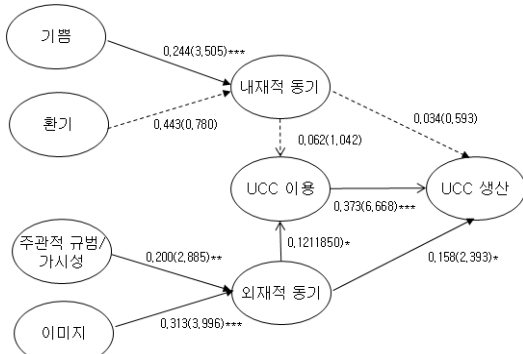 기쁨
0,244(3,505)***
내재적 동기
환기
0,443(0,780)
0,034(0,593)
0,062(1,042)
UCC 이용
UCC 생산
0,373(6,668)***
주관적 규범/
가시성
0,200(2,885)**
0,1211850)*
0,158(2,393)*
외재적 동기
이미지
0,313(3,996)***